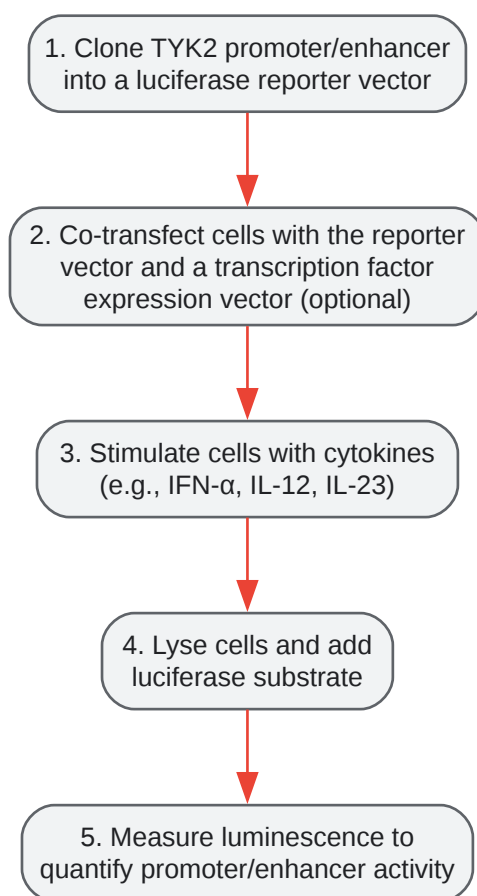 1. Clone TYK2 promoter/enhancer
into a luciferase reporter vector
2. Co-transfect cells with the reporter
vector and a transcription factor
expression vector (optional)
3. Stimulate cells with cytokines
(e.g., IFN-α, IL-12, IL-23)
4. Lyse cells and add
luciferase substrate
5. Measure luminescence to
quantify promoter/enhancer activity